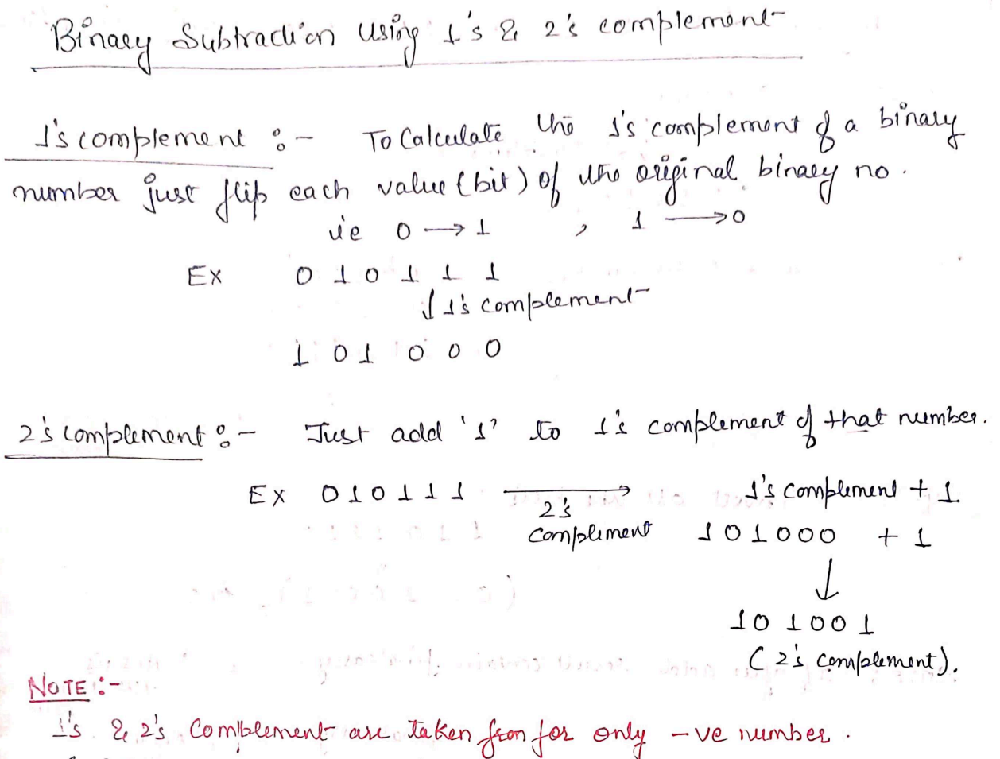 Binary Subtraction using 1's & 2's complement
1's complement :- To Calculate the 1's complement of a binary
number just flip each value (bit) of the original binary no.
ie 0 → 1 , 1 → 0
Ex 0 1 0 1 1 1
↓ 1's complement
1 0 1 0 0 0
2's complement :- Just add '1' to 1's complement of that number.
Ex 0 1 0 1 1 1 → 1's complement + 1
2's
complement 1 0 1 0 0 0 + 1
↓
1 0 1 0 0 1
( 2's complement ).
NOTE :-
1's & 2's Complement are taken for only -ve number .